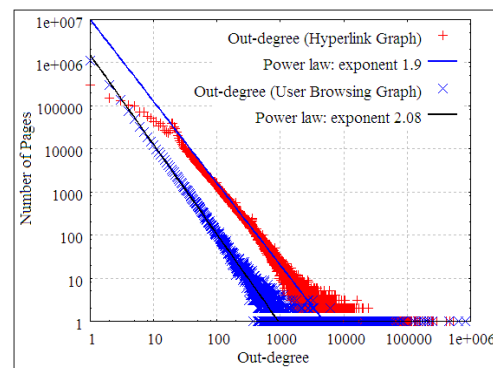 1e+007
1e+006
100000
10000
1000
100
10
1
Number of Pages
Out-degree (Hyperlink Graph)
Power law: exponent 1.9
Out-degree (User Browsing Graph)
Power law: exponent 2.08
1 10 100 1000 10000 100000 1e+006
Out-degree